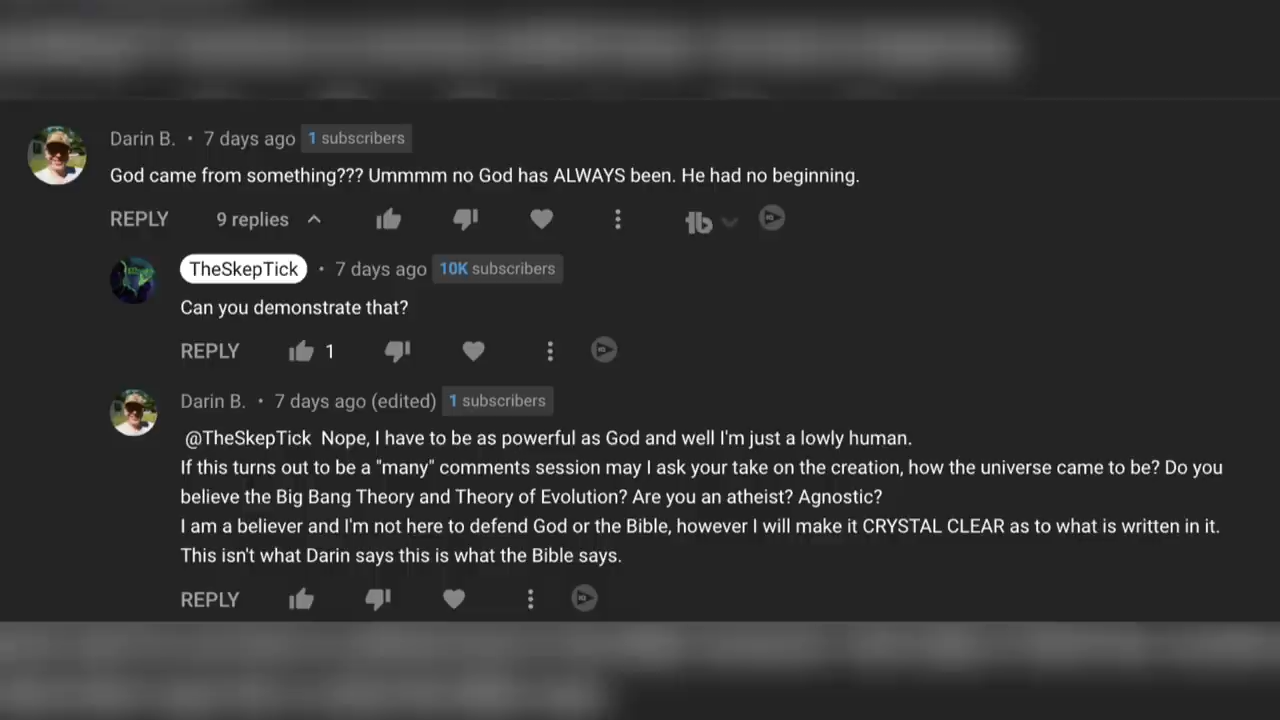 Darin B. • 7 days ago 1 subscribers
God came from something??? Ummmm no God has ALWAYS been. He had no beginning.
REPLY 9 replies
TheSkepTick • 7 days ago 10K subscribers
Can you demonstrate that?
REPLY 1
Darin B. • 7 days ago (edited) 1 subscribers
@TheSkepTick Nope, I have to be as powerful as God and well I'm just a lowly human.
If this turns out to be a "many" comments session may I ask your take on the creation, how the universe came to be? Do you
believe the Big Bang Theory and Theory of Evolution? Are you an atheist? Agnostic?
I am a believer and I'm not here to defend God or the Bible, however I will make it CRYSTAL CLEAR as to what is written in it.
This isn't what Darin says this is what the Bible says.
REPLY